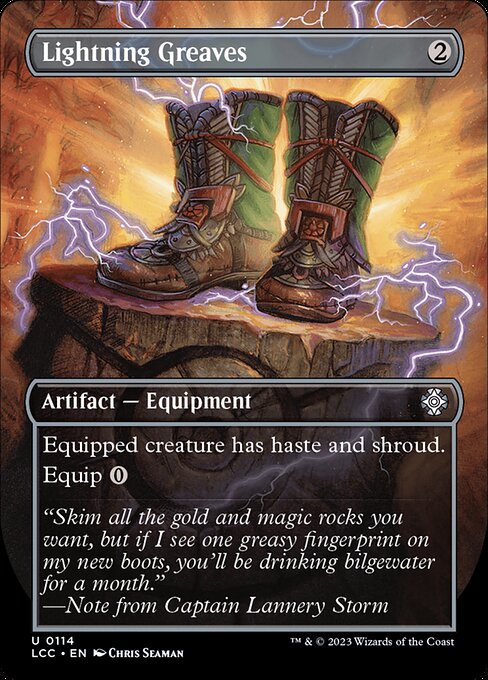 Lightning Greaves 2
Artifact — Equipment
Equipped creature has haste and shroud.
Equip 0
“Skim all the gold and magic rocks you
want, but if I see one greasy fingerprint on
my new boots, you’ll be drinking bilgewater
for a month.”
—Note from Captain Lannery Storm
U 0114
LCC • EN Chris Seaman
™ & © 2023 Wizards of the Coast